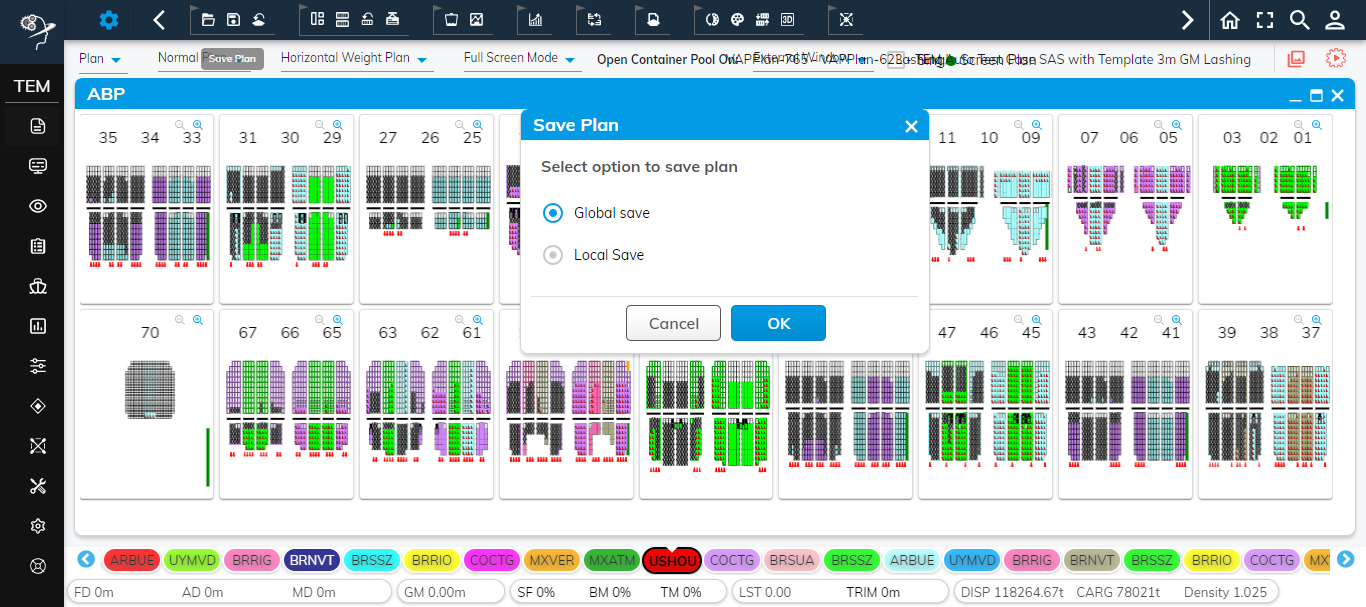 TEM
Plan
Normal
Save Plan
Horizontal Weight Plan
Full Screen Mode
Open Container Pool On
External Window
Auto Test Case SAS with Template 3m GM Lashing
ABP
35 34 33
31 30 29
27 26 25
11 10 09
07 06 05
03 02 01
Save Plan
Select option to save plan
Global save
Local Save
Cancel
OK
70
67 66 65
63 62 61
47 46 45
43 42 41
39 38 37
ARBUE UYMVD BRRIG BRNVT BRSSZ BRRIO COCTG MXVER MXATM USHOU COCTG BRSUA BRSSZ ARBUE UYMVD BRRIG BRNVT BRSSZ BRRIO COCTG MX
FD 0m AD 0m MD 0m GM 0.00m SF 0% BM 0% TM 0% LST 0.00 TRIM 0m DISP 118264.67t CARG 78021t Density 1.025